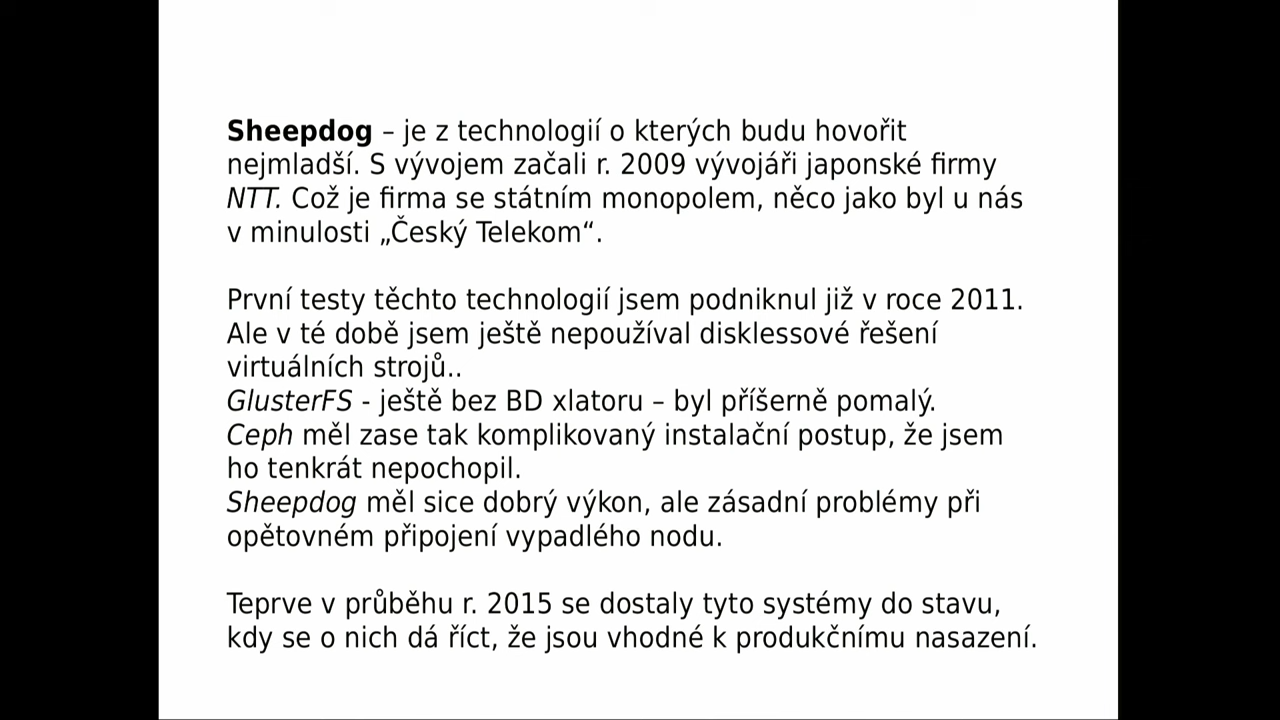 Sheepdog – je z technologií o kterých budu hovořit
nejmladší. S vývojem začali r. 2009 vývojáři japonské firmy
NTT. Což je firma se státním monopolem, něco jako byl u nás
v minulosti „Český Telekom“.
První testy těchto technologií jsem podniknul již v roce 2011.
Ale v té době jsem ještě nepoužíval disklessové řešení
virtuálních strojů..
GlusterFS - ještě bez BD xlatoru – byl příšerně pomalý.
Ceph měl zase tak komplikovaný instalační postup, že jsem
ho tenkrát nepochopil.
Sheepdog měl sice dobrý výkon, ale zásadní problémy při
opětovném připojení vypadlého nodu.
Teprve v průběhu r. 2015 se dostaly tyto systémy do stavu,
kdy se o nich dá říct, že jsou vhodné k produkčnímu nasazení.